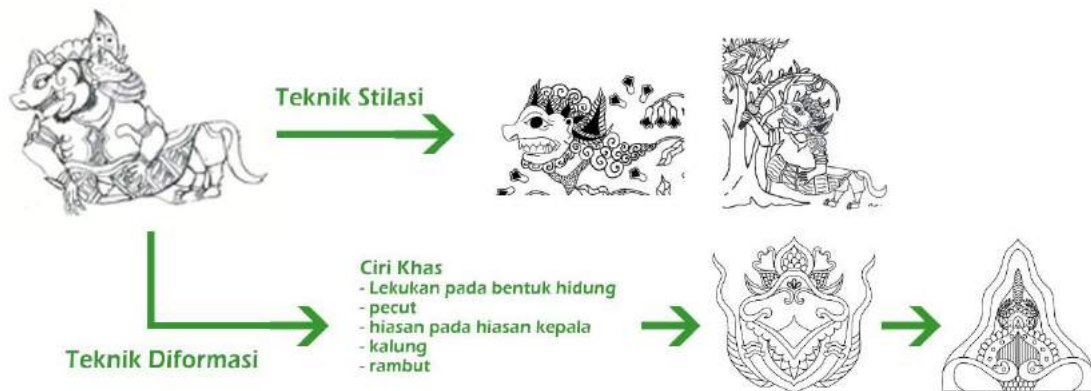 Teknik Stilasi
Ciri Khas
- Lekukan pada bentuk hidung
- pecut
- hiasan pada hiasan kepala
- kalung
- rambut
Teknik Diformasi